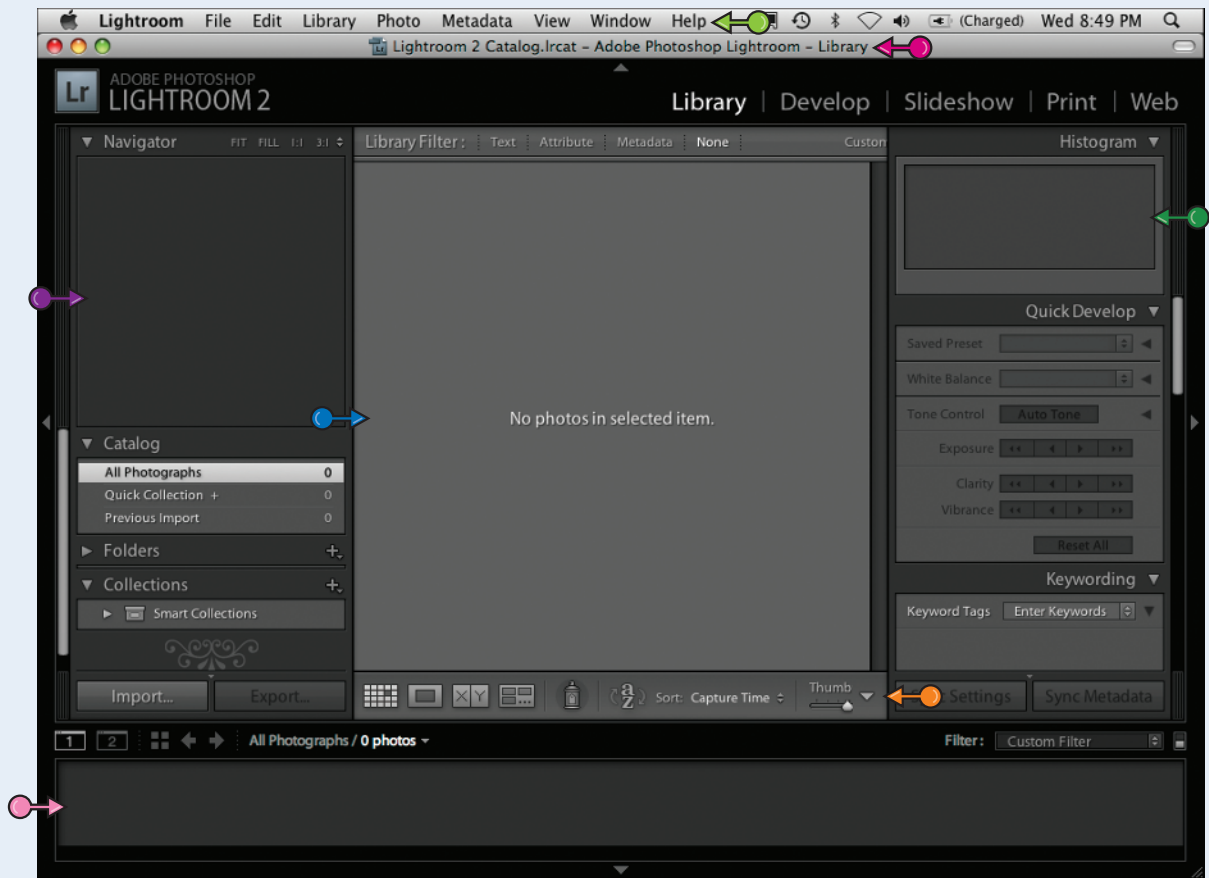 Lightroom File Edit Library Photo Metadata View Window Help (Charged) Wed 8:49 PM
Lightroom 2 Catalog.lrcat – Adobe Photoshop Lightroom – Library
Lr ADOBE PHOTOSHOP
LIGHTROOM 2
Library | Develop | Slideshow | Print | Web
Navigator FIT FILL 1:1 3:1
Library Filter: Text Attribute Metadata None Custom
Histogram
Quick Develop
Saved Preset
White Balance
Tone Control Auto Tone
Exposure
Clarity
Vibrance
Reset All
No photos in selected item.
Catalog
All Photographs 0
Quick Collection + 0
Previous Import 0
Folders
Collections
Smart Collections
Keywording
Keyword Tags Enter Keywords
Import... Export...
X Y
a z Sort: Capture Time Thumb
Settings Sync Metadata
1 2 All Photographs / 0 photos
Filter: Custom Filter